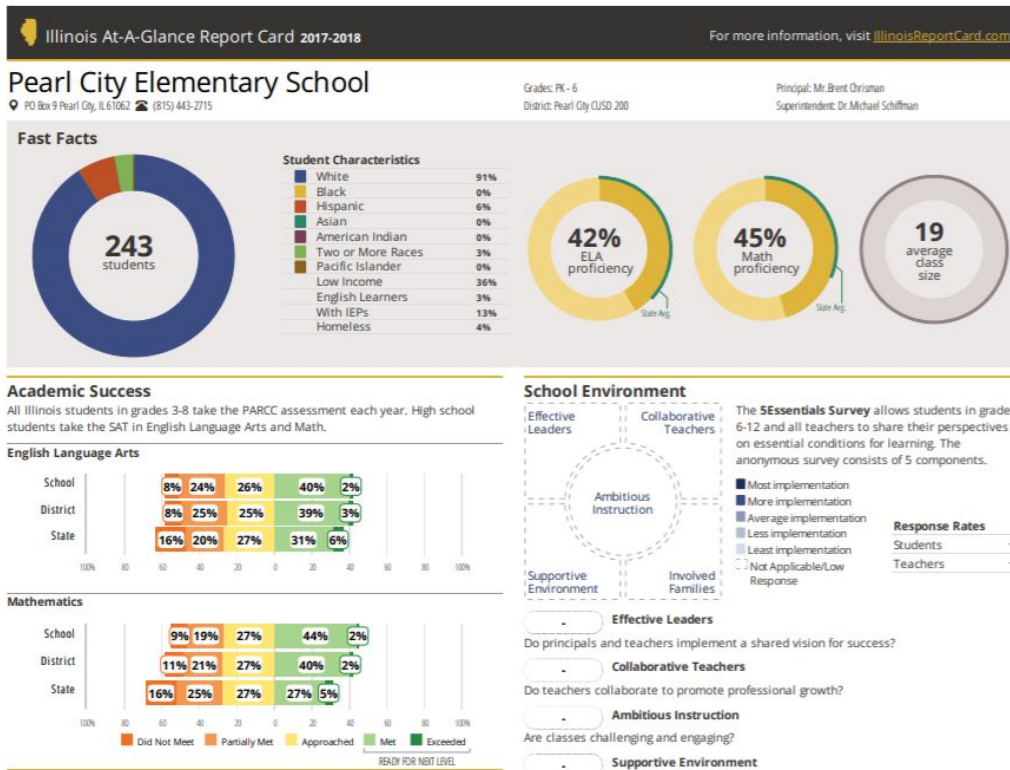 Illinois At-A-Glance Report Card 2017-2018
For more information, visit IllinoisReportCard.com
Pearl City Elementary School
PO Box 9 Pearl City, IL 61062 (815) 443-2715
Grades: PK - 6
District: Pearl City CUSD 200
Principal: Mr. Brent Chrisman
Superintendent: Dr. Michael Schiffman
Fast Facts
243
students
Student Characteristics
White 91%
Black 0%
Hispanic 6%
Asian 0%
American Indian 0%
Two or More Races 3%
Pacific Islander 0%
Low Income 36%
English Learners 3%
With IEPs 13%
Homeless 4%
42%
ELA
proficiency
State Avg.
45%
Math
proficiency
State Avg.
19
average
class
size
Academic Success
All Illinois students in grades 3-8 take the PARCC assessment each year. High school
students take the SAT in English Language Arts and Math.
English Language Arts
School 8% 24% 26% 40% 2%
District 8% 25% 25% 39% 3%
State 16% 20% 27% 31% 6%
100% 80 60 40 20 0 20 40 60 80 100%
Mathematics
School 9% 19% 27% 44% 2%
District 11% 21% 27% 40% 2%
State 16% 25% 27% 27% 5%
100% 80 60 40 20 0 20 40 60 80 100%
Did Not Meet Partially Met Approached Met Exceeded
READY FOR NEXT LEVEL
School Environment
Effective
Leaders
Collaborative
Teachers
Ambitious
Instruction
Supportive
Environment
Involved
Families
The 5Essentials Survey allows students in grade
6-12 and all teachers to share their perspectives
on essential conditions for learning. The
anonymous survey consists of 5 components.
Most implementation
More implementation
Average implementation
Less implementation
Least implementation
Not Applicable/Low
Response
Response Rates
Students
Teachers
- Effective Leaders
Do principals and teachers implement a shared vision for success?
- Collaborative Teachers
Do teachers collaborate to promote professional growth?
- Ambitious Instruction
Are classes challenging and engaging?
- Supportive Environment